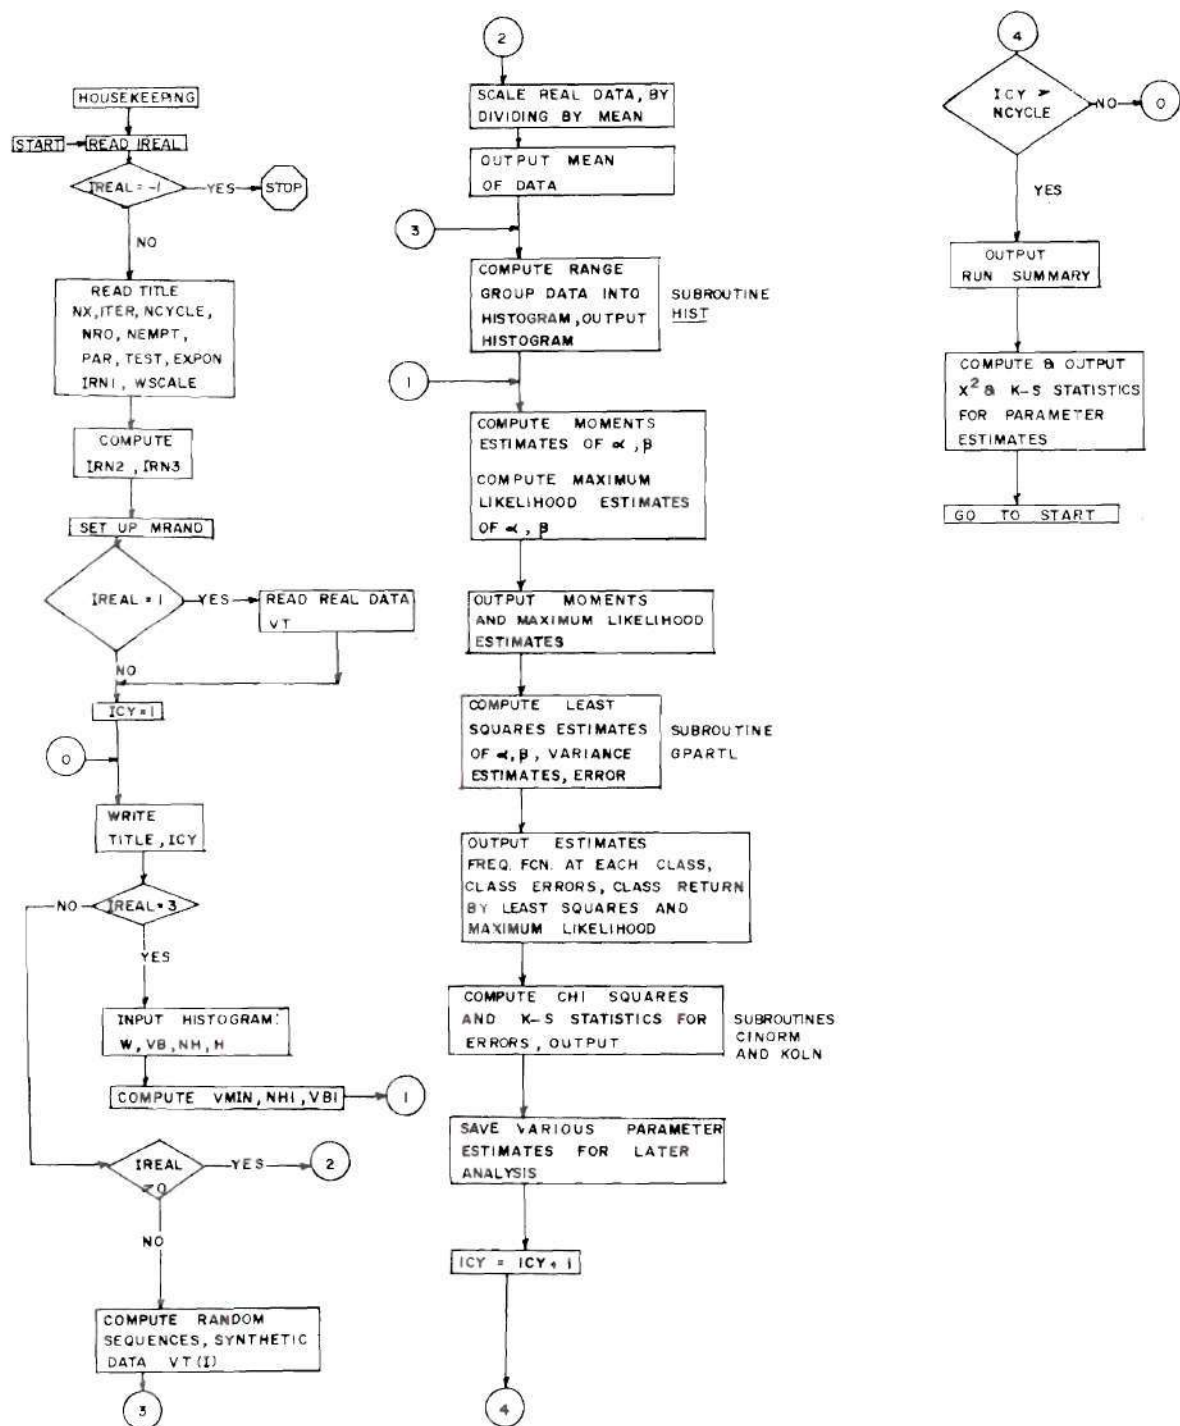 HOUSEKEEPING
START
READ IREAL
IREAL = -1
YES
STOP
NO
READ TITLE
NX, ITER, NCYCLE,
NRO, NEMPT,
PAR, TEST, EXPON
IRN1, WSCALE
COMPUTE
IRN2, IRN3
SET UP MRAND
IREAL = 1
YES
READ REAL DATA
VT
NO
ICY = 1
0
WRITE
TITLE, ICY
NO
IREAL = 3
YES
INPUT HISTOGRAM:
W, VB, NH, H
COMPUTE VMIN, NH1, VB1
1
IREAL
YES
2
NO
COMPUTE RANDOM
SEQUENCES, SYNTHETIC
DATA VT(I)
3
2
SCALE REAL DATA, BY
DIVIDING BY MEAN
OUTPUT MEAN
OF DATA
3
COMPUTE RANGE
GROUP DATA INTO
HISTOGRAM, OUTPUT
HISTOGRAM
SUBROUTINE
HIST
1
COMPUTE MOMENTS
ESTIMATES OF α, β
COMPUTE MAXIMUM
LIKELIHOOD ESTIMATES
OF α, β
OUTPUT MOMENTS
AND MAXIMUM LIKELIHOOD
ESTIMATES
COMPUTE LEAST
SQUARES ESTIMATES
OF α, β, VARIANCE
ESTIMATES, ERROR
SUBROUTINE
GPARTL
OUTPUT ESTIMATES
FREQ. FCN. AT EACH CLASS,
CLASS ERRORS, CLASS RETURN
BY LEAST SQUARES AND
MAXIMUM LIKELIHOOD
COMPUTE CHI SQUARES
AND K-S STATISTICS FOR
ERRORS, OUTPUT
SUBROUTINES
CINORM
AND KOLN
SAVE VARIOUS PARAMETER
ESTIMATES FOR LATER
ANALYSIS
ICY = ICY + 1
4
4
ICY >
NCYCLE
NO
0
YES
OUTPUT
RUN SUMMARY
COMPUTE & OUTPUT
X² & K-S STATISTICS
FOR PARAMETER
ESTIMATES
GO TO START